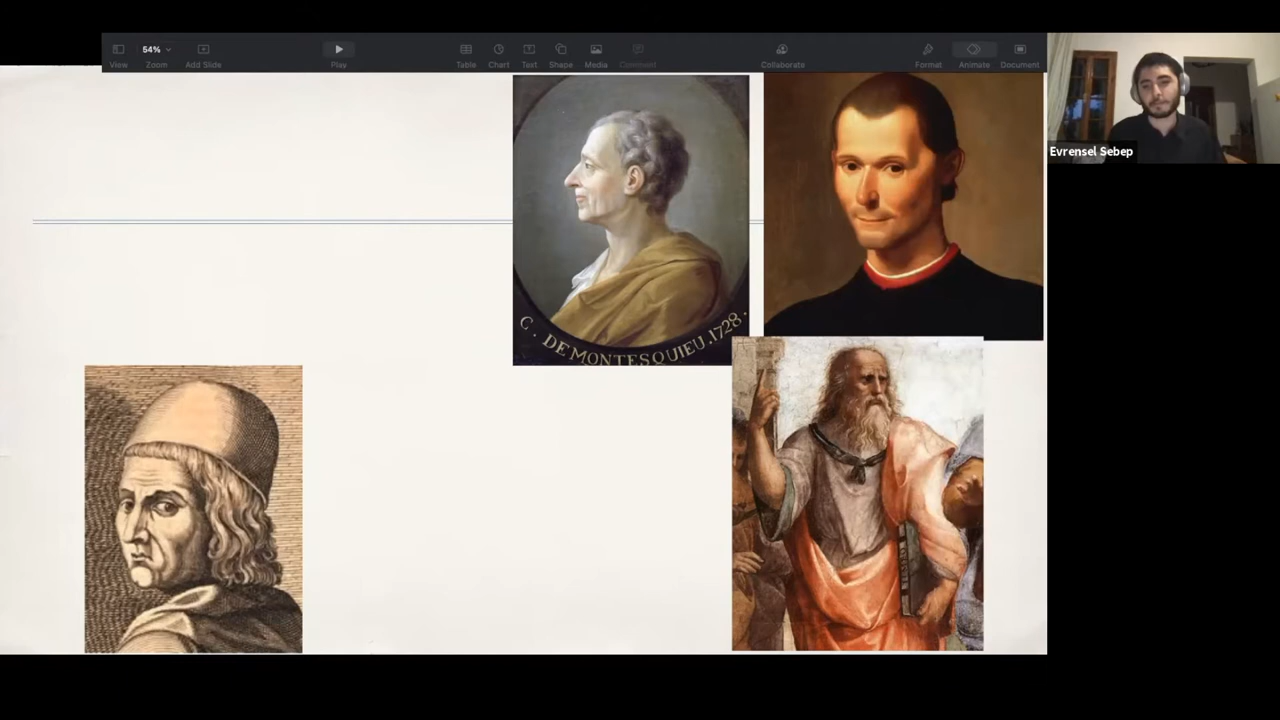 54%
View
Zoom
Add Slide
Play
Table
Chart
Text
Shape
Media
Comment
Collaborate
Format
Animate
Document
Evrensel Sebep
C. DE MONTESQUIEU. 1728.